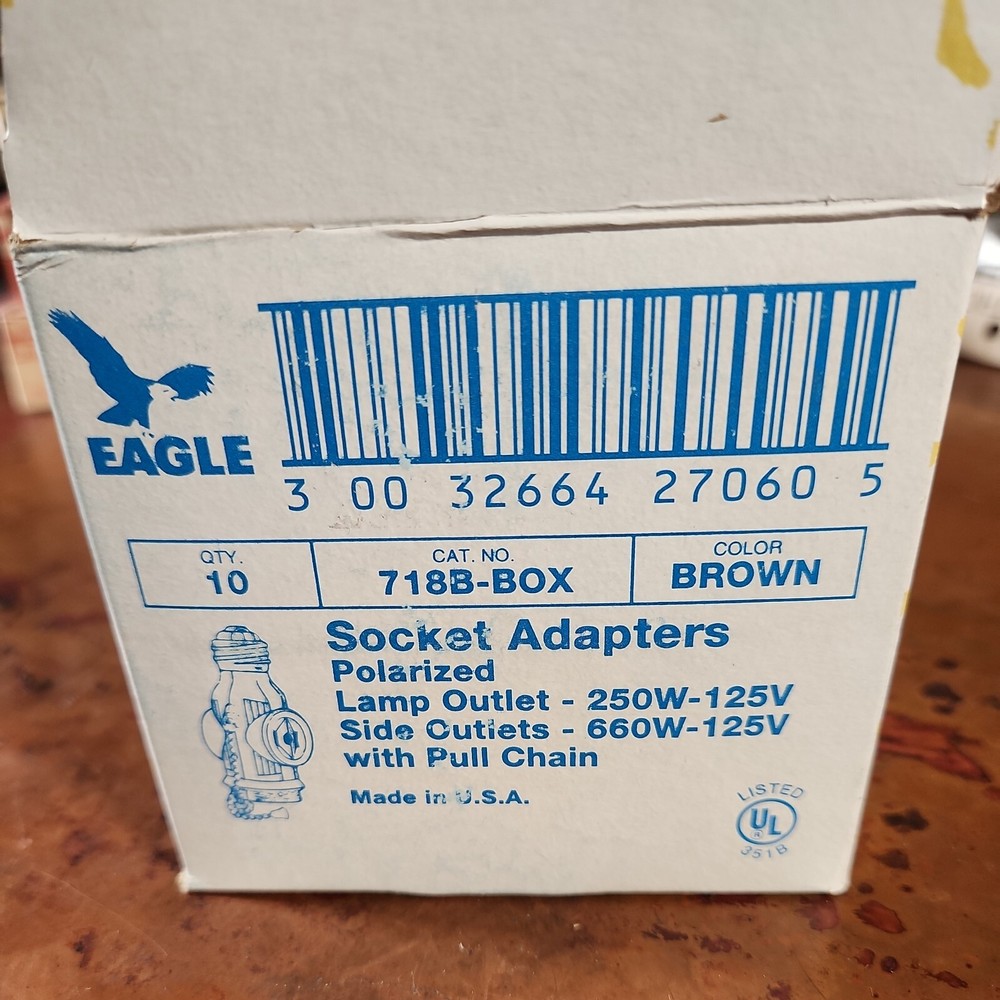 EAGLE
3 00 32664 27060 5
QTY.
10
CAT. NO.
718B-BOX
COLOR
BROWN
Socket Adapters
Polarized
Lamp Outlet - 250W-125V
Side Outlets - 660W-125V
with Pull Chain
Made in U.S.A.
LISTED
UL
R
351B